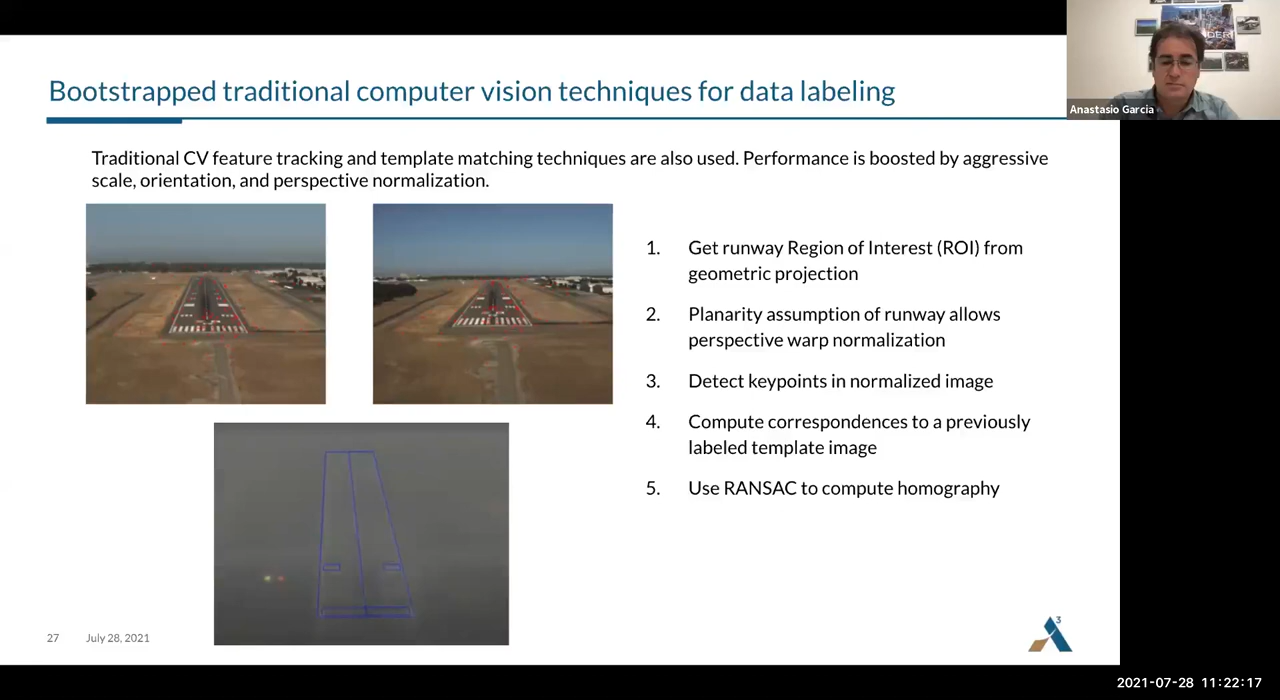 Bootstrapped traditional computer vision techniques for data labeling
Anastasio Garcia
Traditional CV feature tracking and template matching techniques are also used. Performance is boosted by aggressive
scale, orientation, and perspective normalization.
1. Get runway Region of Interest (ROI) from
geometric projection
2. Planarity assumption of runway allows
perspective warp normalization
3. Detect keypoints in normalized image
4. Compute correspondences to a previously
labeled template image
5. Use RANSAC to compute homography
27 July 28, 2021
3
2021-07-28 11:22:17